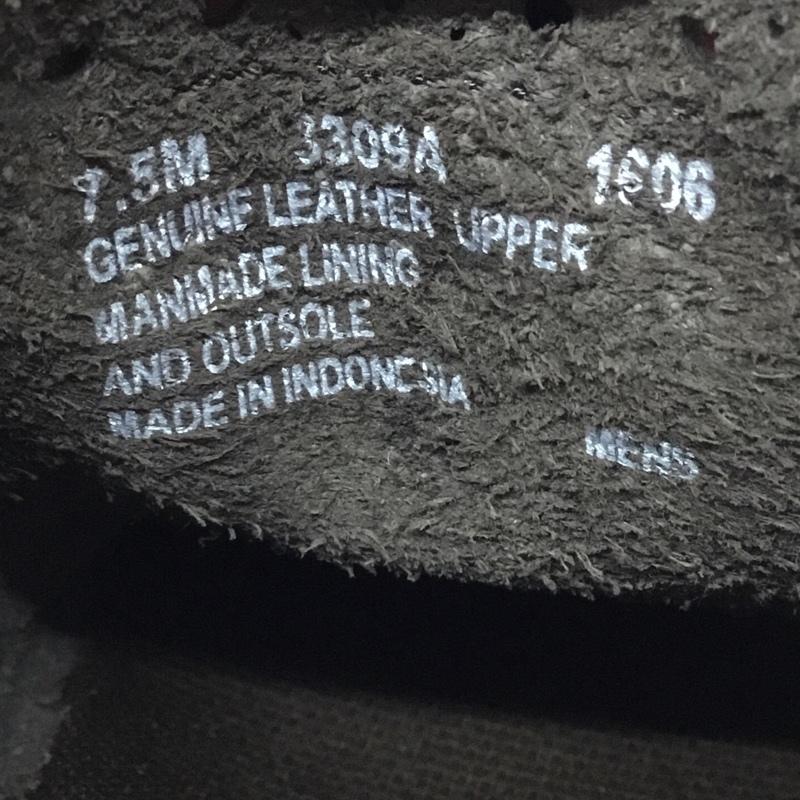 7.5M 3309A 1606
GENUINE LEATHER UPPER
MANMADE LINING
AND OUTSOLE
MADE IN INDONESIA
MENS